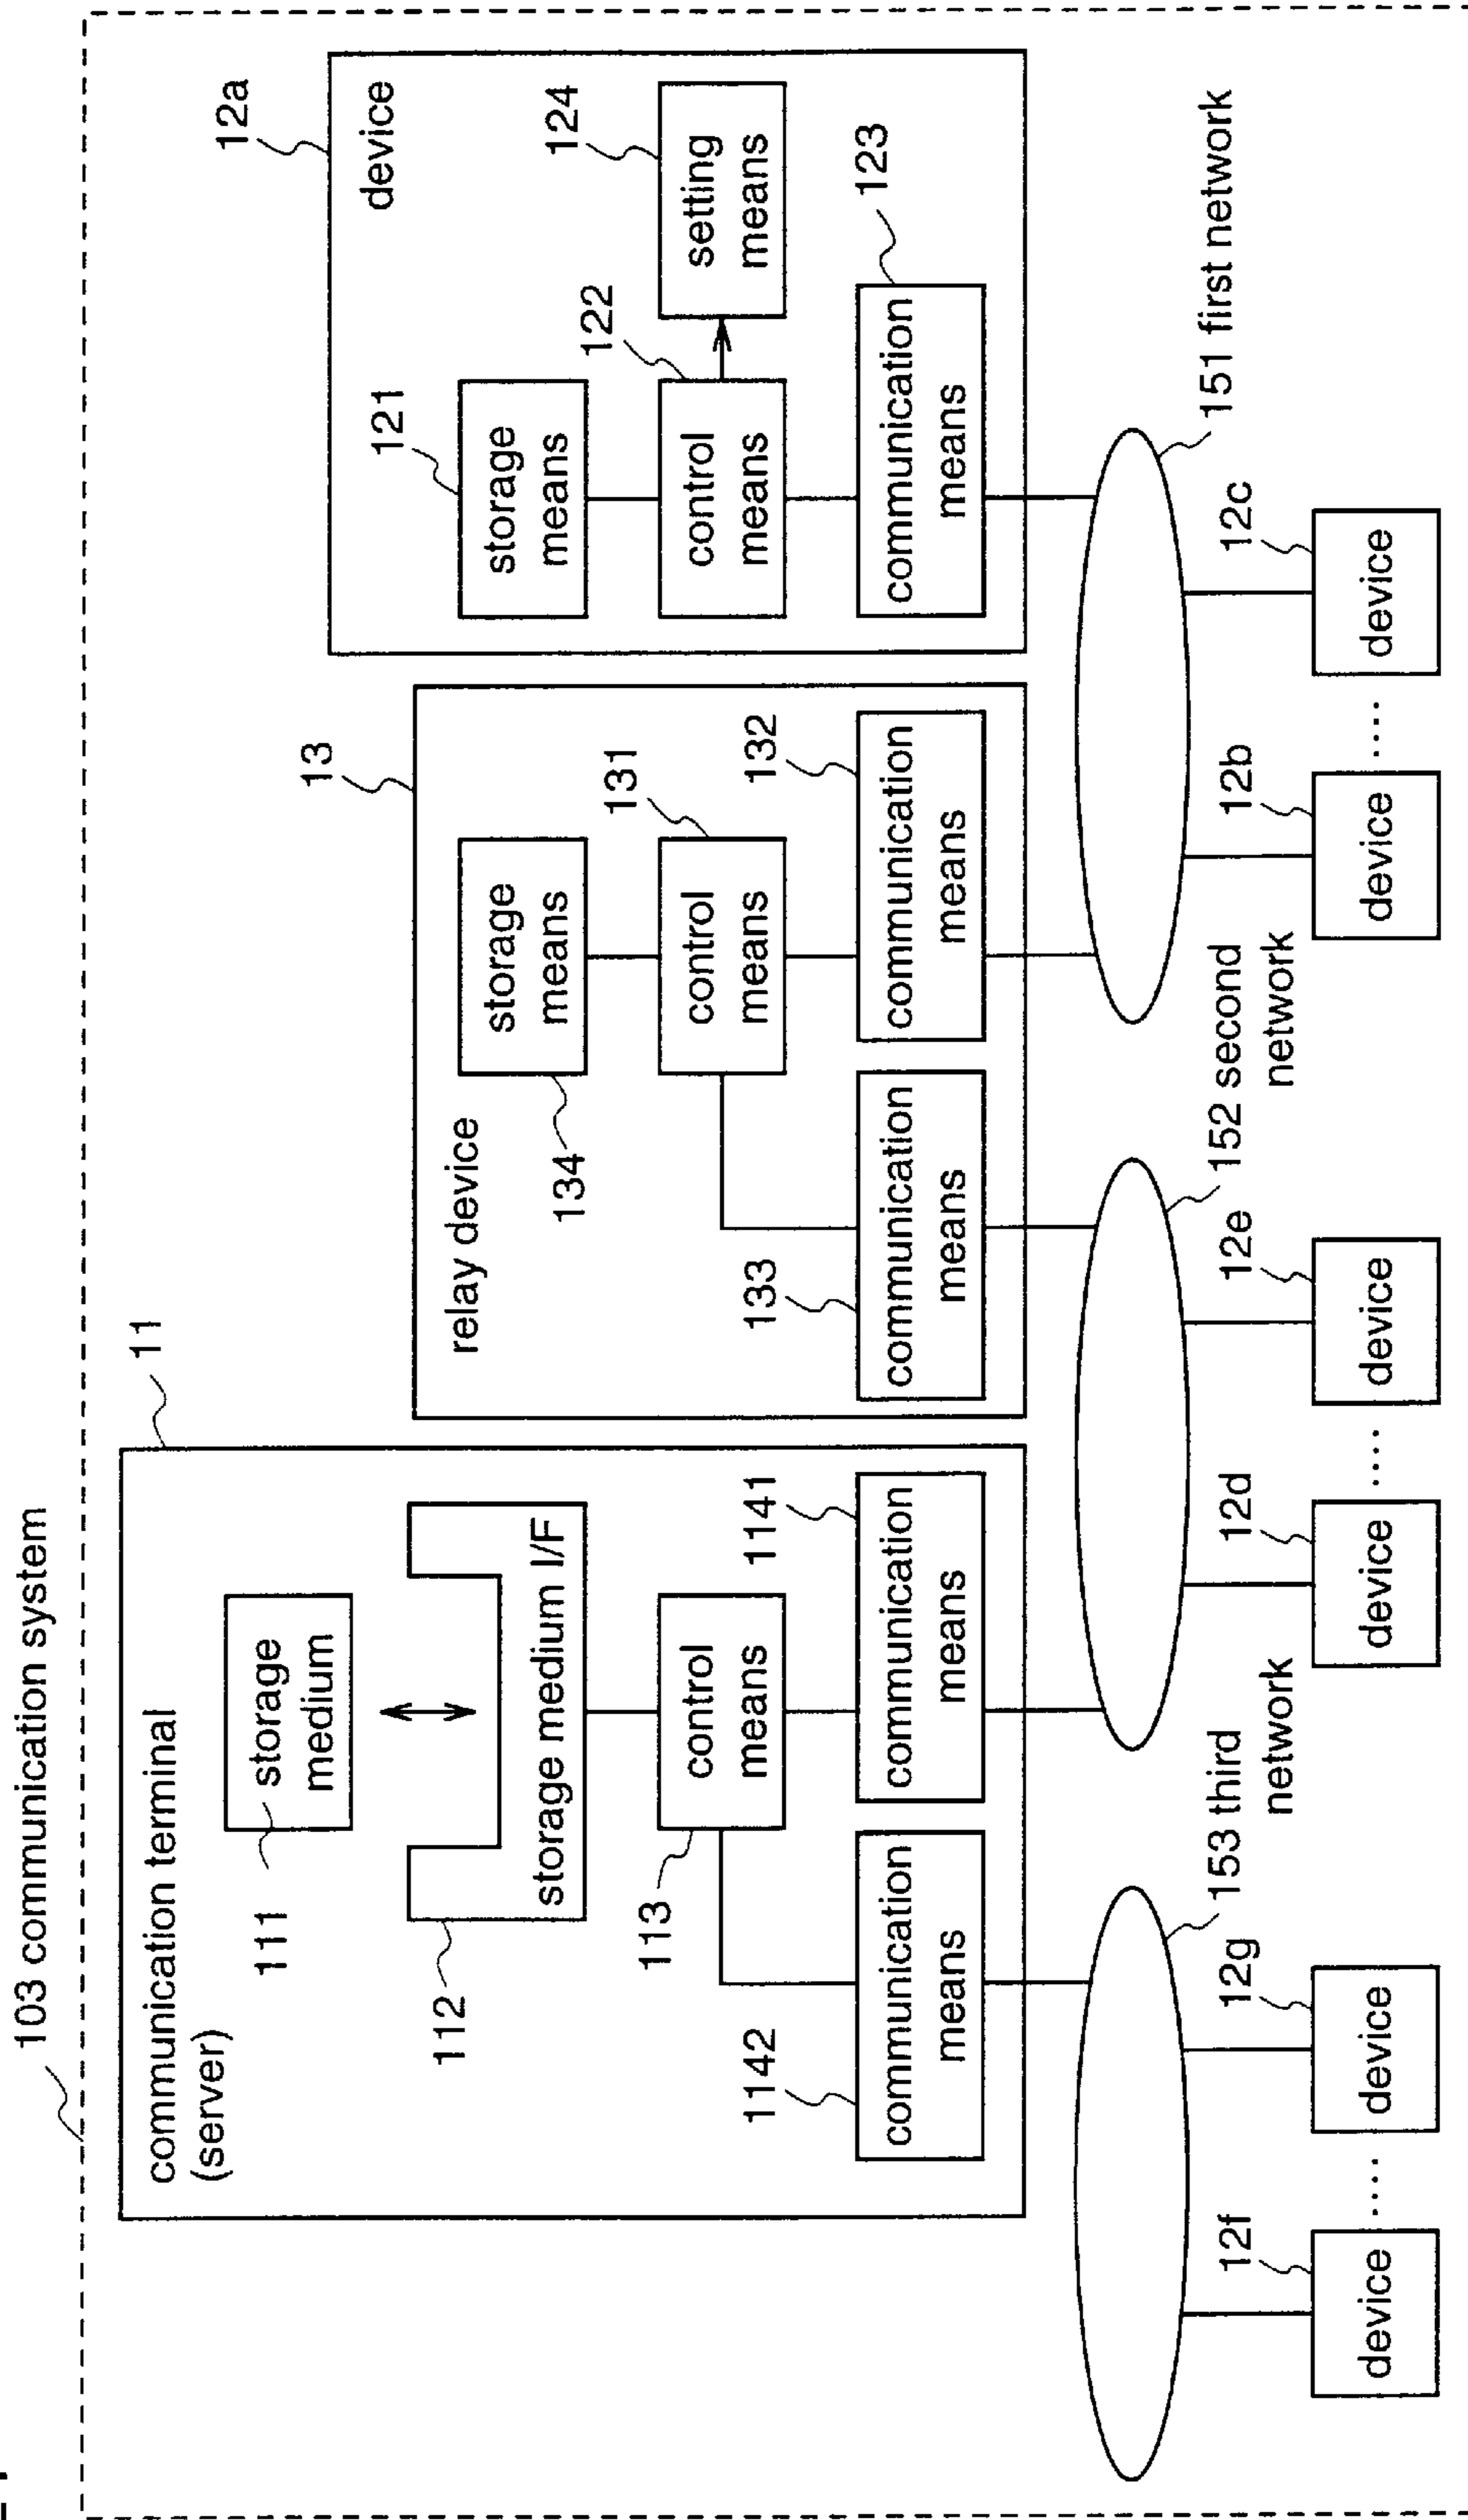 103 communication system
11
communication terminal
(server)
111
storage
medium
112
storage medium I/F
113
control
means
1142
communication
means
1141
communication
means
13
relay device
134
storage
means
131
control
means
133
communication
means
132
communication
means
12a
device
121
storage
means
122
control
means
124
setting
means
123
communication
means
153 third
network
152 second
network
151 first network
12f
device
....
12g
device
12d
device
....
12e
device
12b
device
....
12c
device